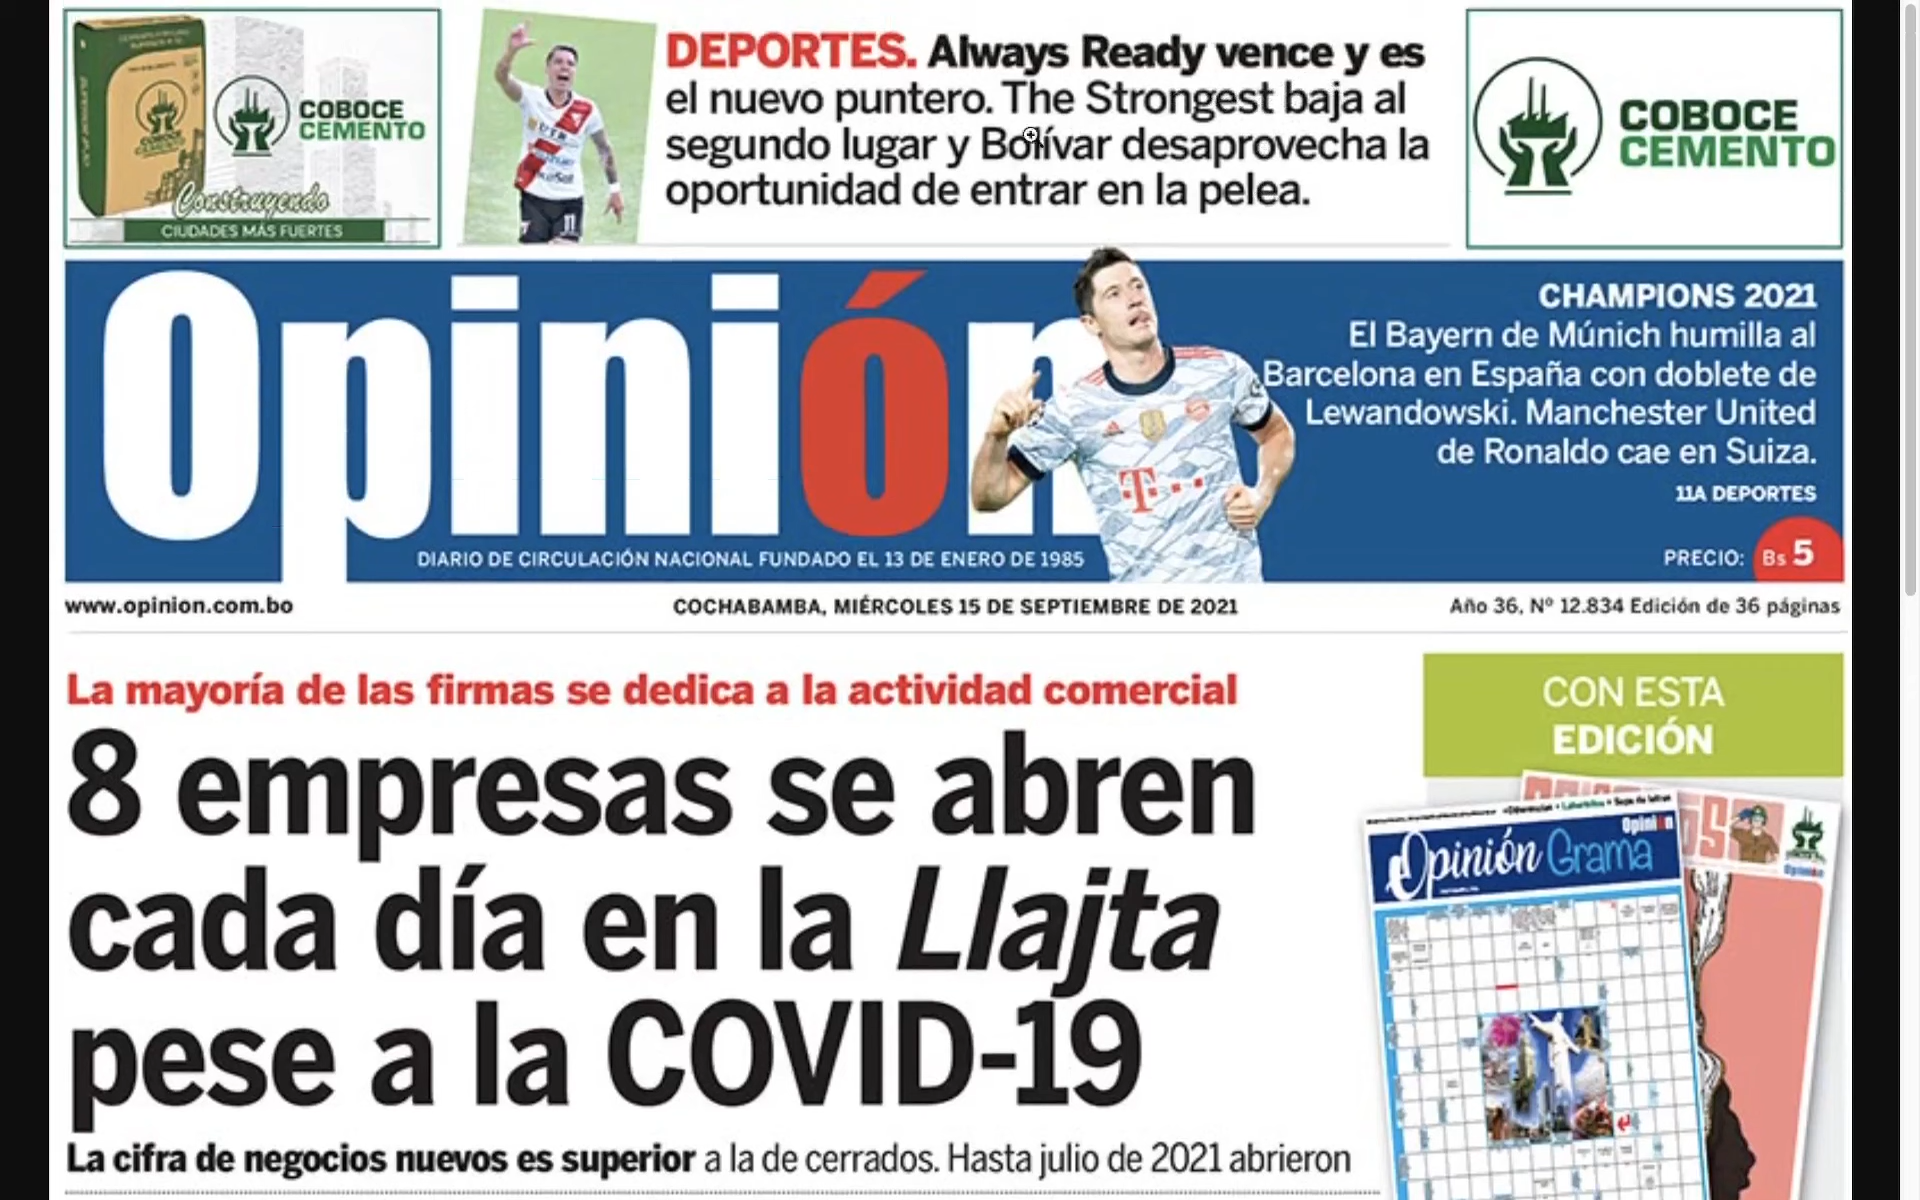 Construyendo
CIUDADES MÁS FUERTES
COBOCE
CEMENTO
DEPORTES. Always Ready vence y es
el nuevo puntero. The Strongest baja al
segundo lugar y Bolívar desaprovecha la
oportunidad de entrar en la pelea.
11
COBOCE
CEMENTO
Opinión
DIARIO DE CIRCULACIÓN NACIONAL FUNDADO EL 13 DE ENERO DE 1985
CHAMPIONS 2021
El Bayern de Múnich humilla al
Barcelona en España con doblete de
Lewandowski. Manchester United
de Ronaldo cae en Suiza.
11A DEPORTES
PRECIO: Bs 5
www.opinion.com.bo
COCHABAMBA, MIÉRCOLES 15 DE SEPTIEMBRE DE 2021
Año 36, Nº 12.834 Edición de 36 páginas
La mayoría de las firmas se dedica a la actividad comercial
8 empresas se abren
cada día en la Llajta
pese a la COVID-19
La cifra de negocios nuevos es superior a la de cerrados. Hasta julio de 2021 abrieron
CON ESTA
EDICIÓN
Opinión
Opinión Grama